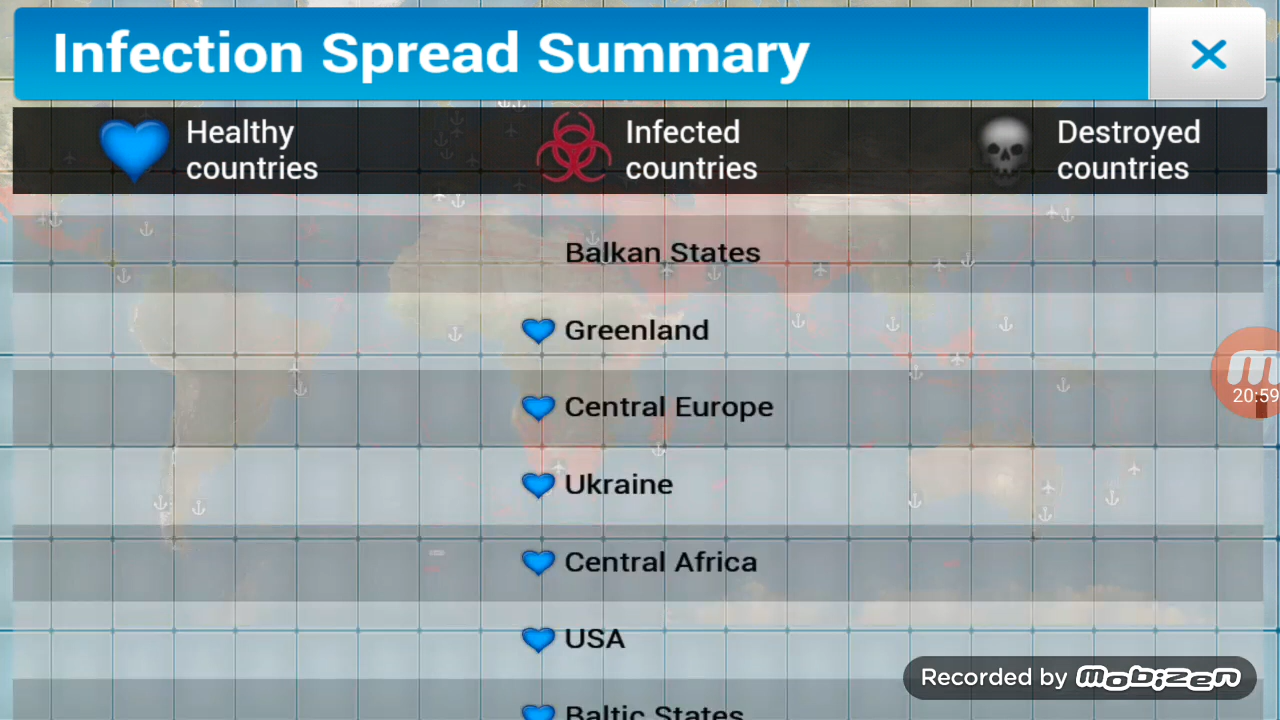 Infection Spread Summary
Healthy
countries
Infected
countries
Destroyed
countries
Balkan States
Greenland
Central Europe
20:59
Ukraine
Central Africa
USA
Recorded by mobizen
Baltic States